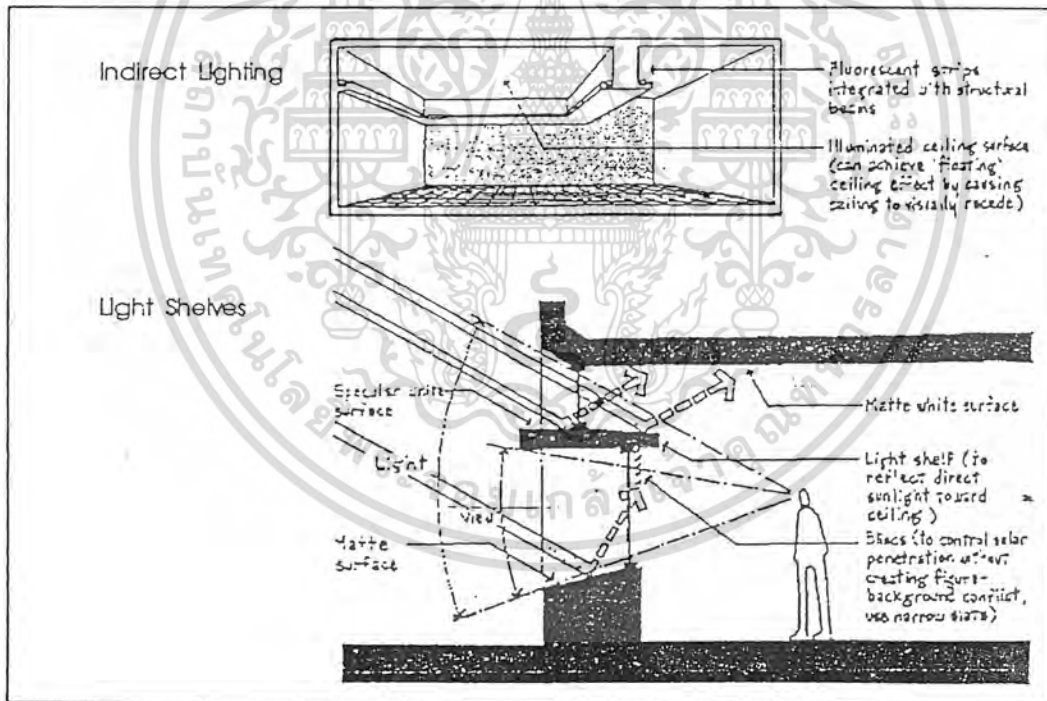 Indirect Lighting
Fluorescent strips
integrated with structural
beams
Illuminated ceiling surface
(can achieve 'floating'
ceiling effect by causing
ceiling to visually recede)
Light Shelves
Specular white
surface
Matte white surface
Light
Light shelf (to
reflect direct
sunlight toward
ceiling)
View
Matte
surface
Blinds (to control solar
penetration without
creating figure-
background conflict,
use narrow slats)